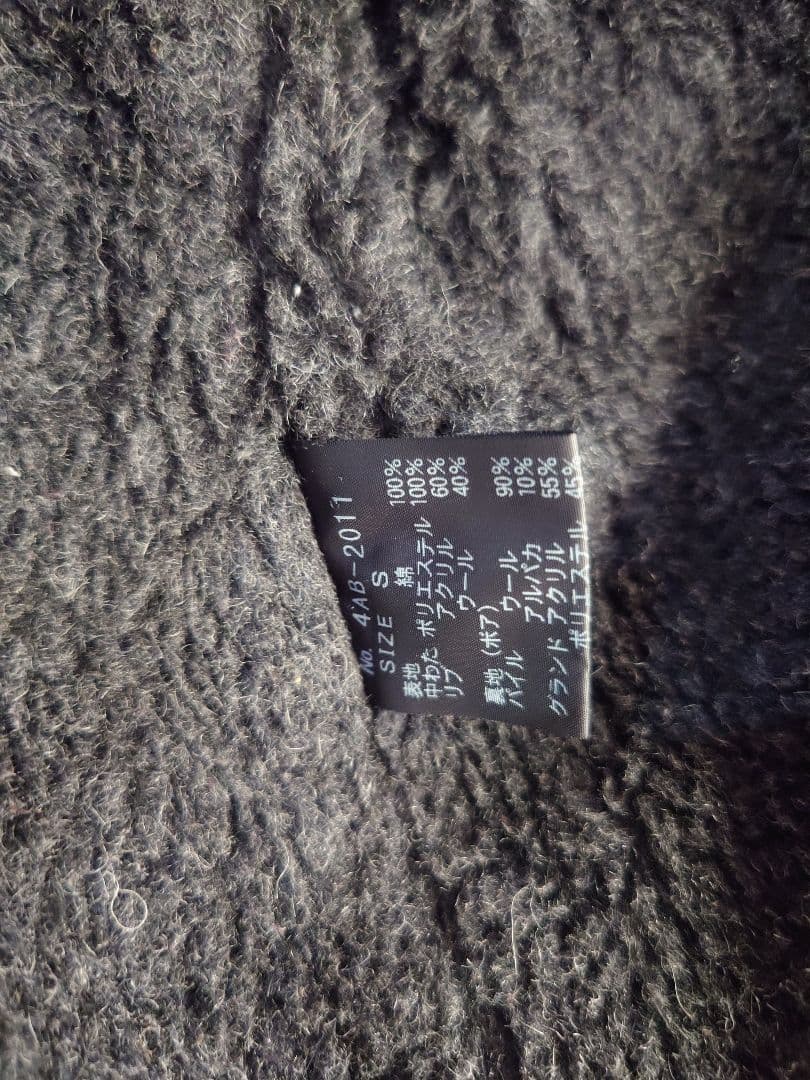 No. 4AB-2011
SIZE S
表地 綿 100%
中わた ポリエステル 100%
リブ アクリル 60%
ウール 40%
裏地(ボア)
パイル ウール 90%
アルパカ 10%
グランド アクリル 55%
ポリエステル 45%